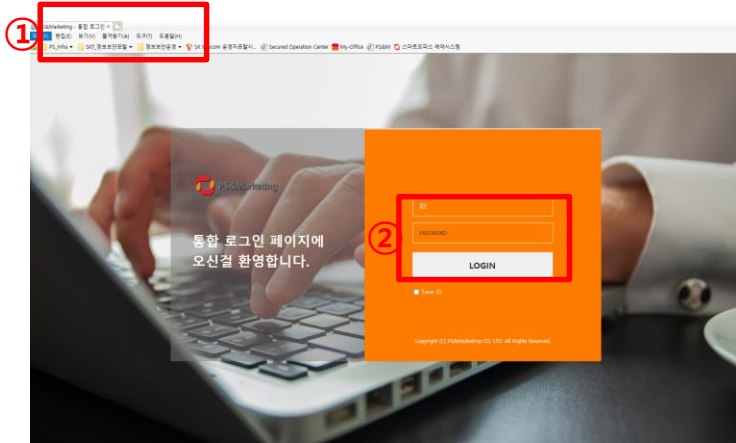 ①
PS&Marketing - 통합 로그인 ×
편집(E) 보기(V) 즐겨찾기(A) 도구(T) 도움말(H)
PS_Infra SKT_정보보안포탈 정보보안운영 Secured Operation Center My-Office PS&M 스마트오피스 예약시스템
PS&Marketing
통합 로그인 페이지에
오신걸 환영합니다.
②
ID
PASSWORD
LOGIN
Save ID
Copyright (C) PS&Marketing CO. LTD. All Rights Reserved.